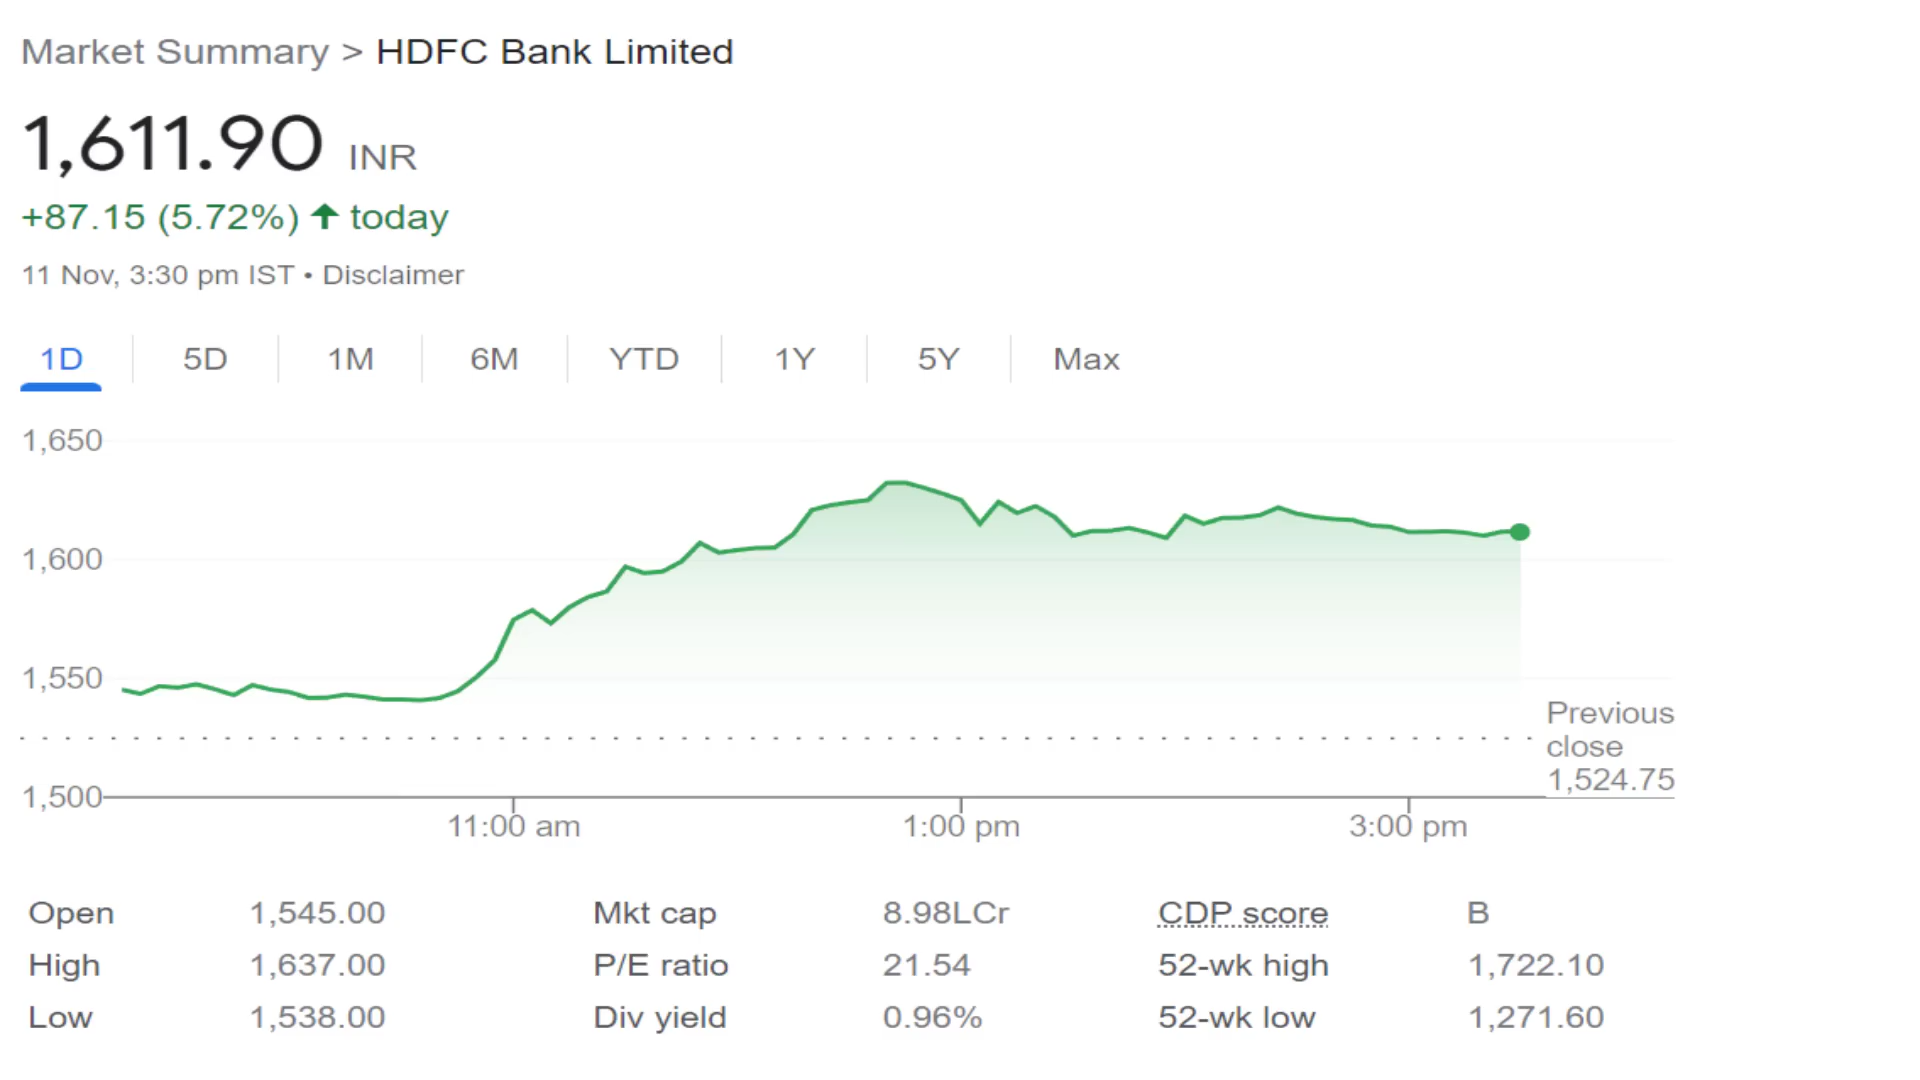 Market Summary > HDFC Bank Limited
1,611.90 INR
+87.15 (5.72%) ↑ today
11 Nov, 3:30 pm IST • Disclaimer
1D 5D 1M 6M YTD 1Y 5Y Max
1,650
1,600
1,550
Previous
close
1,524.75
1,500
11:00 am 1:00 pm 3:00 pm
Open 1,545.00 Mkt cap 8.98LCr CDP score B
High 1,637.00 P/E ratio 21.54 52-wk high 1,722.10
Low 1,538.00 Div yield 0.96% 52-wk low 1,271.60